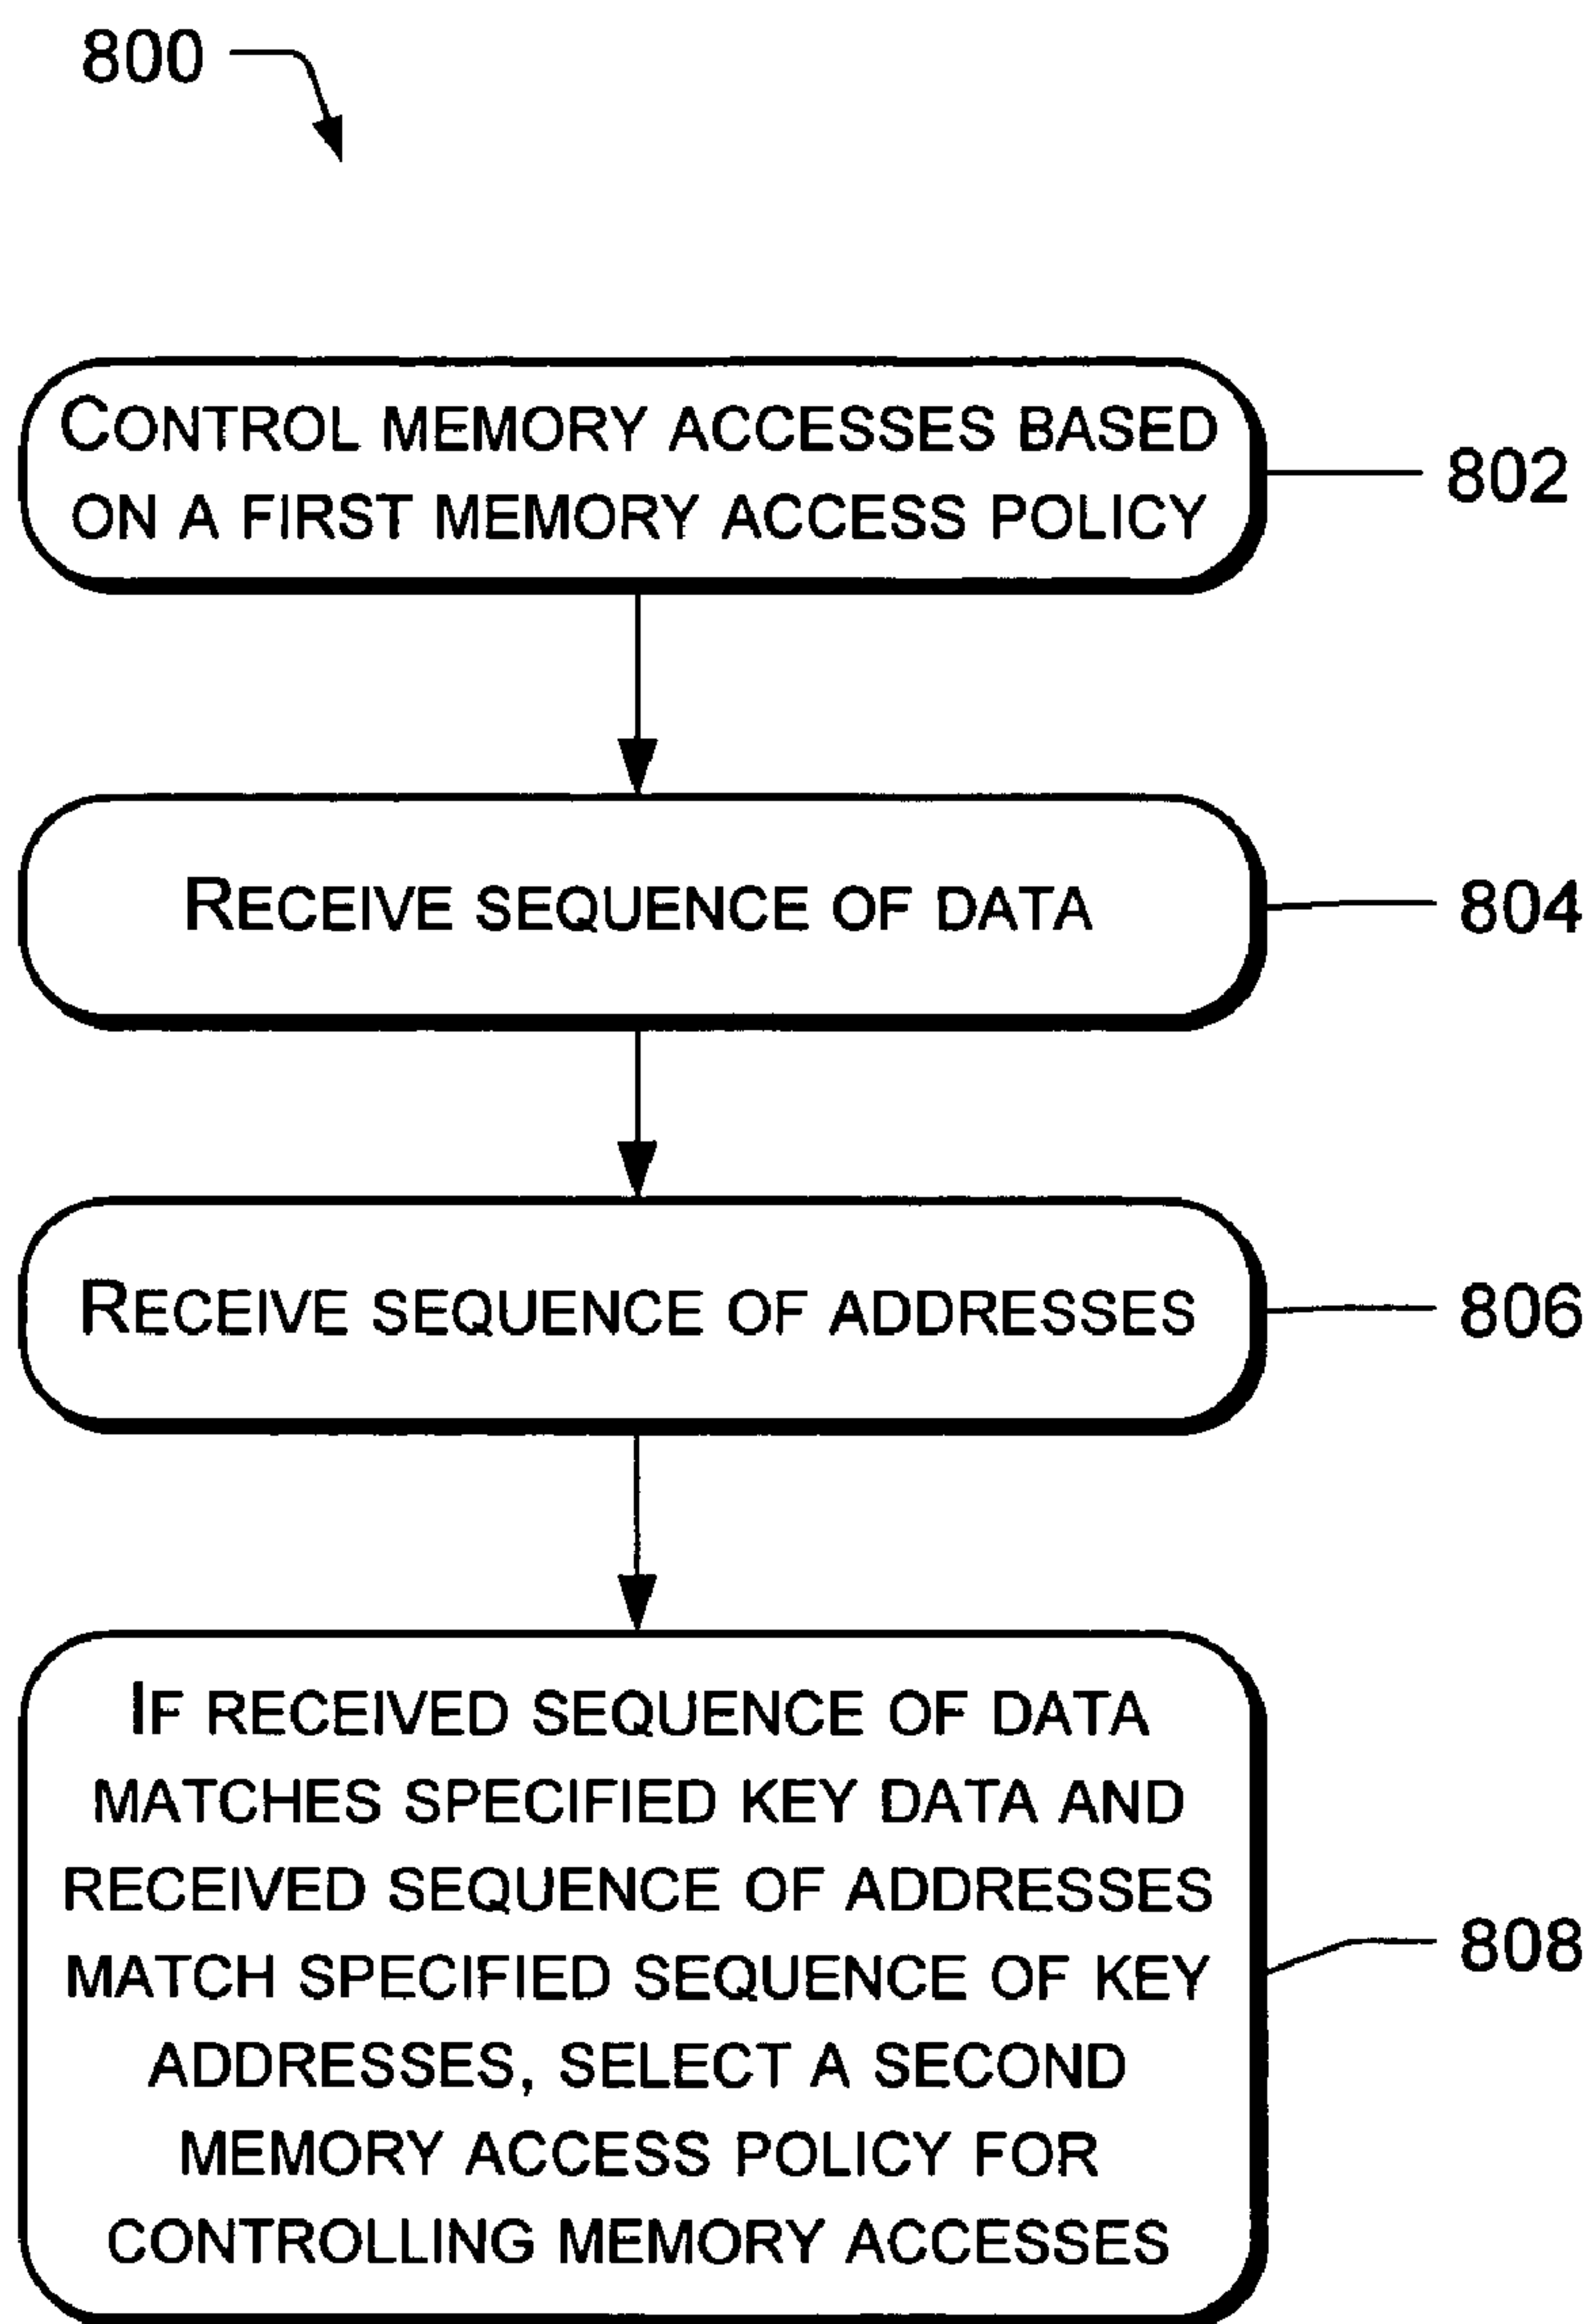 800
CONTROL MEMORY ACCESSES BASED
ON A FIRST MEMORY ACCESS POLICY
802
RECEIVE SEQUENCE OF DATA
804
RECEIVE SEQUENCE OF ADDRESSES
806
IF RECEIVED SEQUENCE OF DATA
MATCHES SPECIFIED KEY DATA AND
RECEIVED SEQUENCE OF ADDRESSES
MATCH SPECIFIED SEQUENCE OF KEY
ADDRESSES, SELECT A SECOND
MEMORY ACCESS POLICY FOR
CONTROLLING MEMORY ACCESSES
808